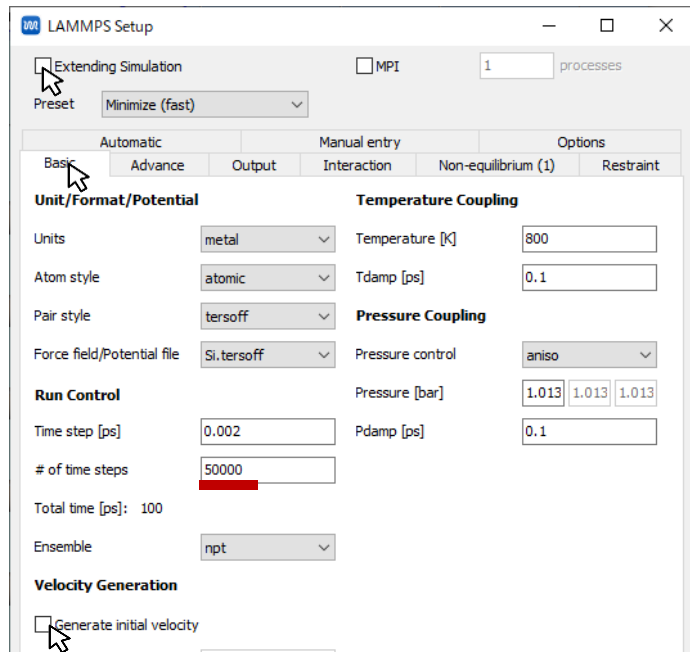 LAMMPS Setup
Extending Simulation MPI 1 processes
Preset Minimize (fast)
Automatic Manual entry Options
Basic Advance Output Interaction Non-equilibrium (1) Restraint
Unit/Format/Potential Temperature Coupling
Units metal Temperature [K] 800
Atom style atomic Tdamp [ps] 0.1
Pair style tersoff Pressure Coupling
Force field/Potential file Si.tersoff Pressure control aniso
Run Control Pressure [bar] 1.013 1.013 1.013
Time step [ps] 0.002 Pdamp [ps] 0.1
# of time steps 50000
Total time [ps]: 100
Ensemble npt
Velocity Generation
Generate initial velocity